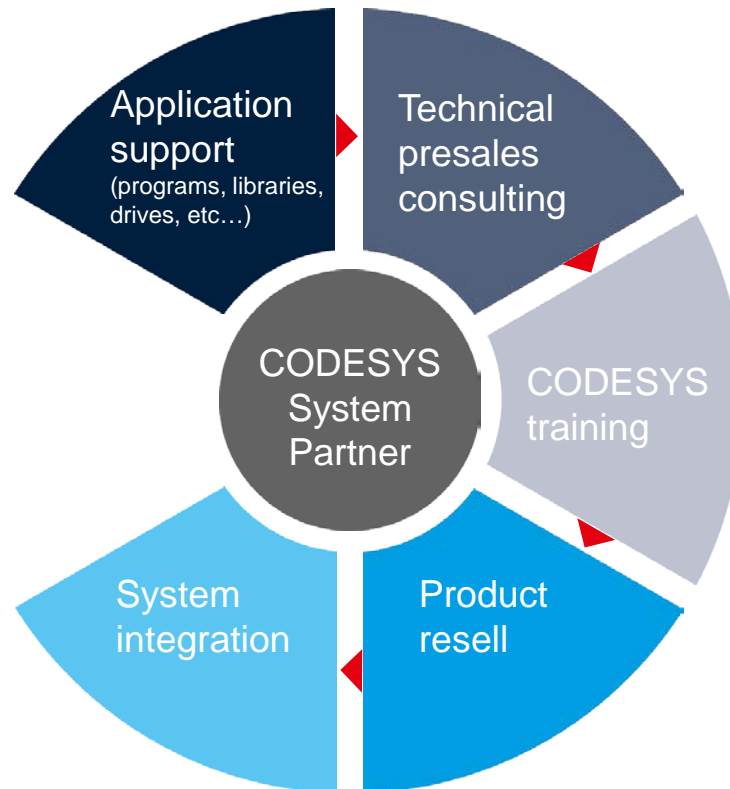 Application
support
(programs, libraries,
drives, etc…)
Technical
presales
consulting
CODESYS
training
Product
resell
System
integration
CODESYS
System
Partner